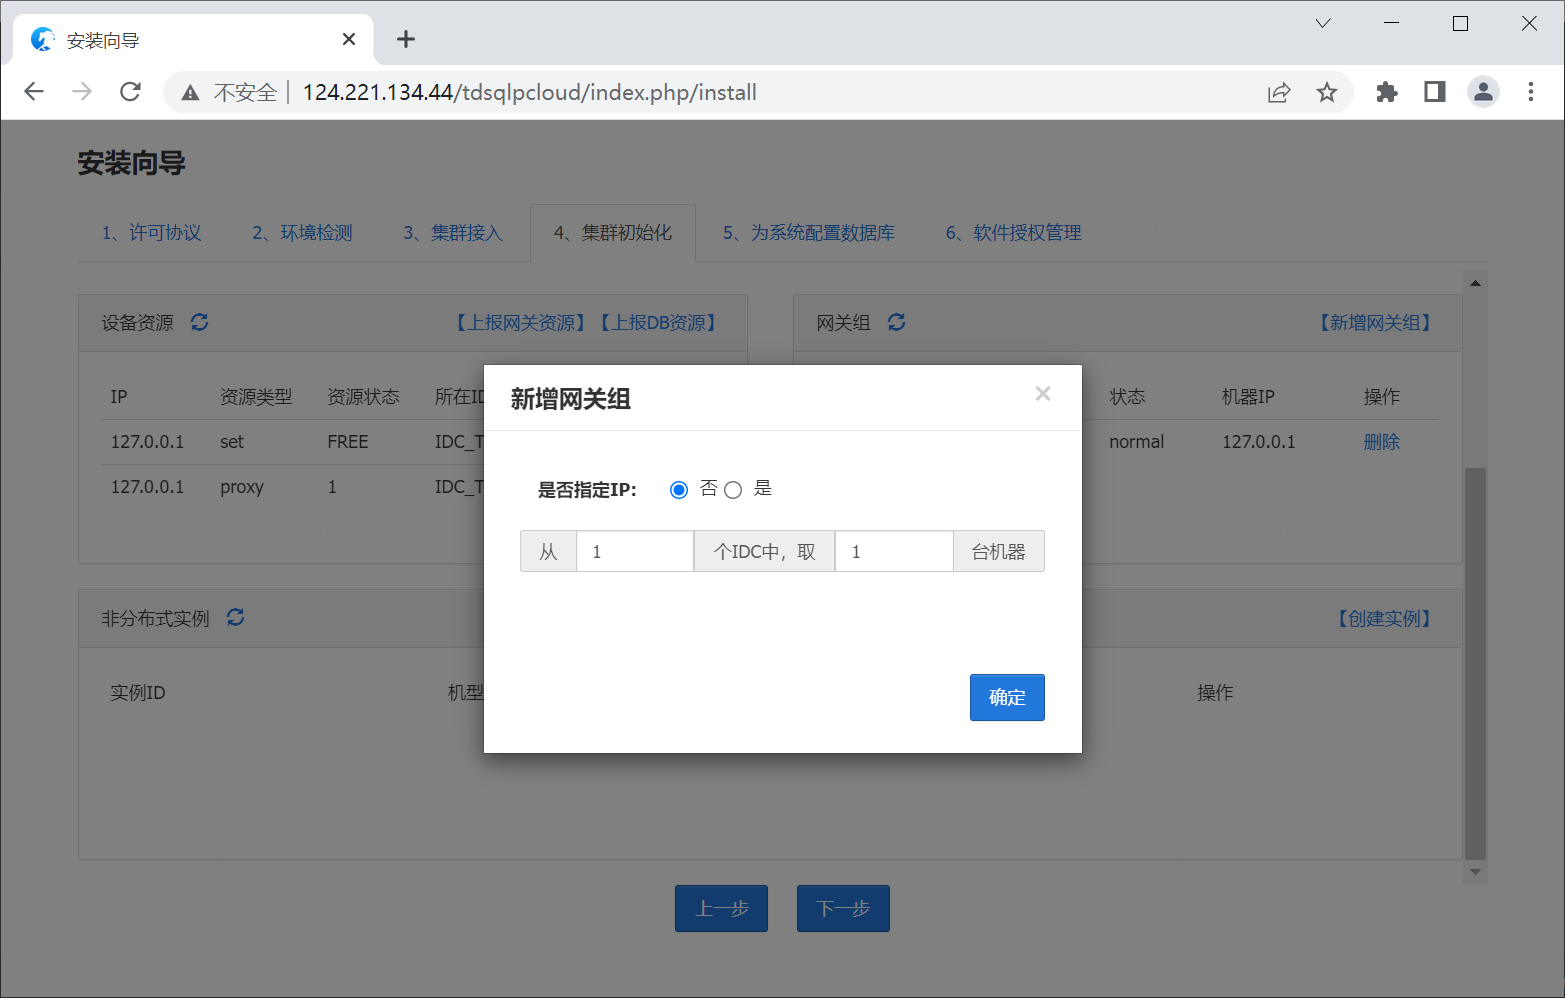 安装向导
不安全 124.221.134.44/tdsqlpcloud/index.php/install
安装向导
1、许可协议 2、环境检测 3、集群接入 4、集群初始化 5、为系统配置数据库 6、软件授权管理
设备资源 【上报网关资源】【上报DB资源】 网关组 【新增网关组】
IP 资源类型 资源状态 所在ID 状态 机器IP 操作
127.0.0.1 set FREE IDC_T normal 127.0.0.1 删除
127.0.0.1 proxy 1 IDC_T
新增网关组
是否指定IP: 否 是
从 1 个IDC中，取 1 台机器
确定
非分布式实例 【创建实例】
实例ID 机型 操作
上一步 下一步